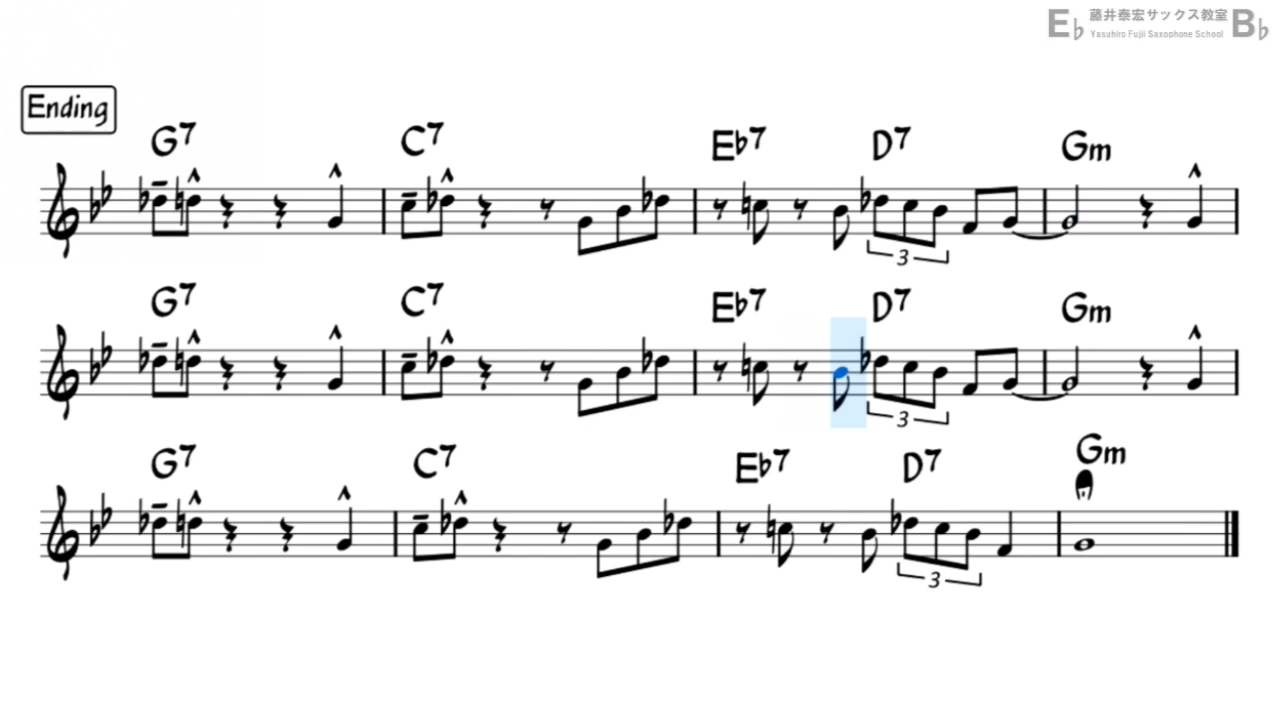 E♭ 藤井泰宏サックス教室 B♭
Yasuhiro Fujii Saxophone School
Ending
G7 C7 E♭7 D7 Gm
3
G7 C7 E♭7 D7 Gm
3
G7 C7 E♭7 D7 Gm
3